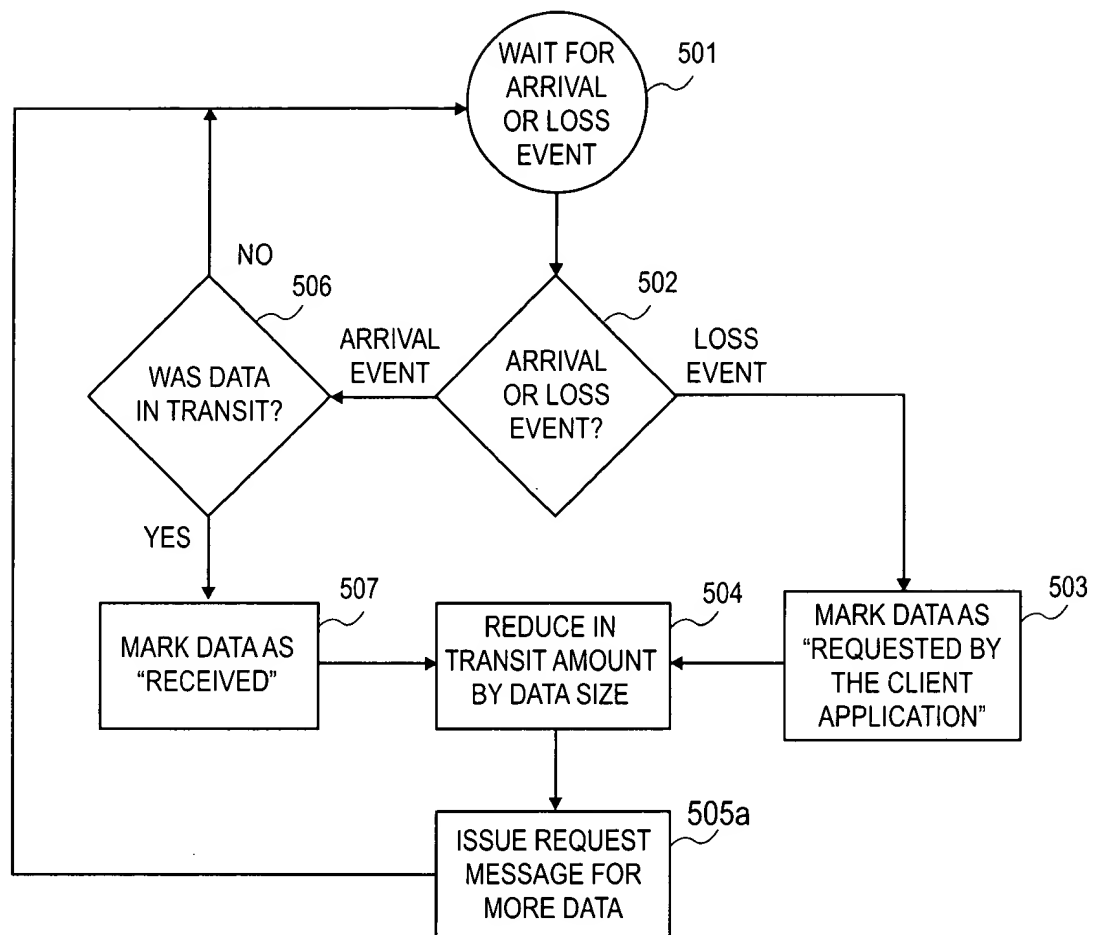 WAIT FOR
ARRIVAL
OR LOSS
EVENT
501
NO
506
502
ARRIVAL
EVENT
LOSS
EVENT
WAS DATA
IN TRANSIT?
ARRIVAL
OR LOSS
EVENT?
YES
507
504
503
MARK DATA AS
“RECEIVED”
REDUCE IN
TRANSIT AMOUNT
BY DATA SIZE
MARK DATA AS
“REQUESTED BY
THE CLIENT
APPLICATION”
505a
ISSUE REQUEST
MESSAGE FOR
MORE DATA